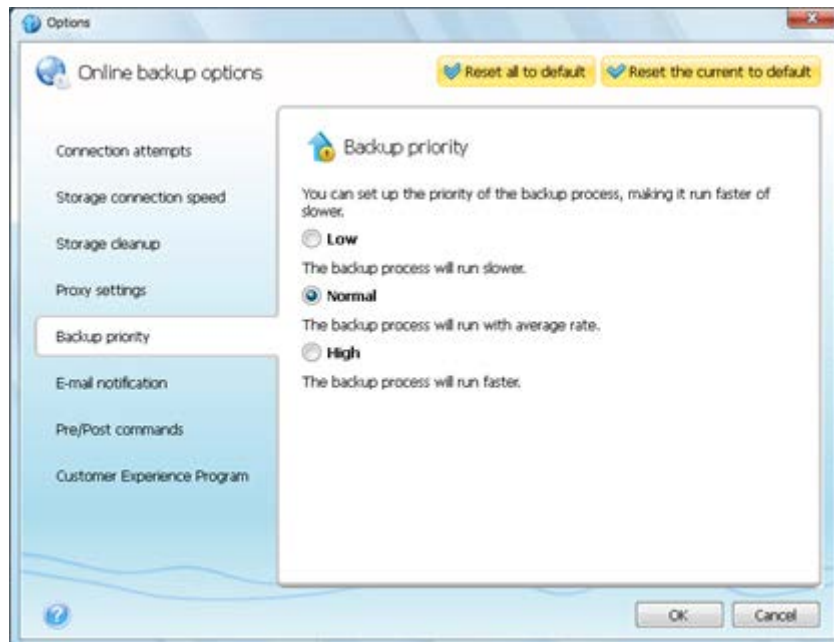 Options
Online backup options
Reset all to default
Reset the current to default
Connection attempts
Storage connection speed
Storage cleanup
Proxy settings
Backup priority
E-mail notification
Pre/Post commands
Customer Experience Program
Backup priority
You can set up the priority of the backup process, making it run faster of
slower.
Low
The backup process will run slower.
Normal
The backup process will run with average rate.
High
The backup process will run faster.
OK
Cancel